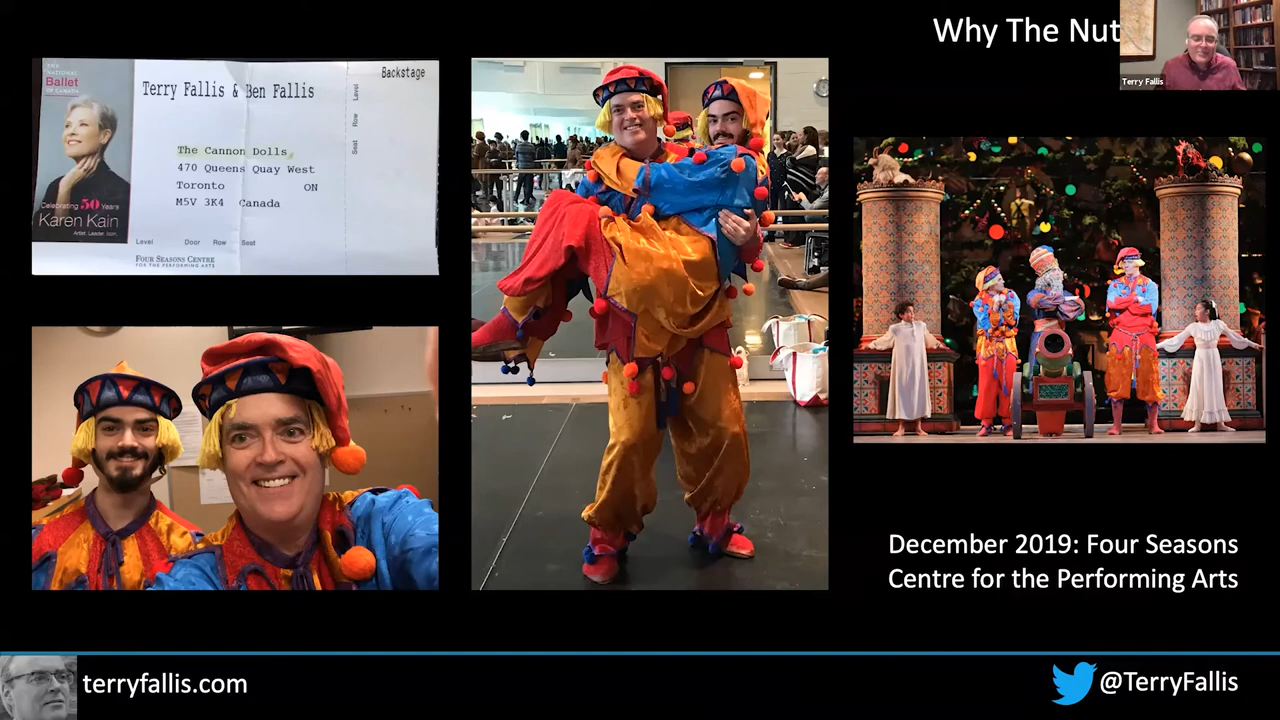 Why The Nut
Terry Fallis
THE NATIONAL
Ballet
OF CANADA
Celebrating 50 Years
Karen Kain
Artist. Leader. Icon.
Backstage
Terry Fallis & Ben Fallis
The Cannon Dolls
470 Queens Quay West
Toronto ON
M5V 3K4 Canada
Level Door Row Seat
FOUR SEASONS CENTRE
FOR THE PERFORMING ARTS
Seat Row Level
December 2019: Four Seasons
Centre for the Performing Arts
terryfallis.com
@TerryFallis